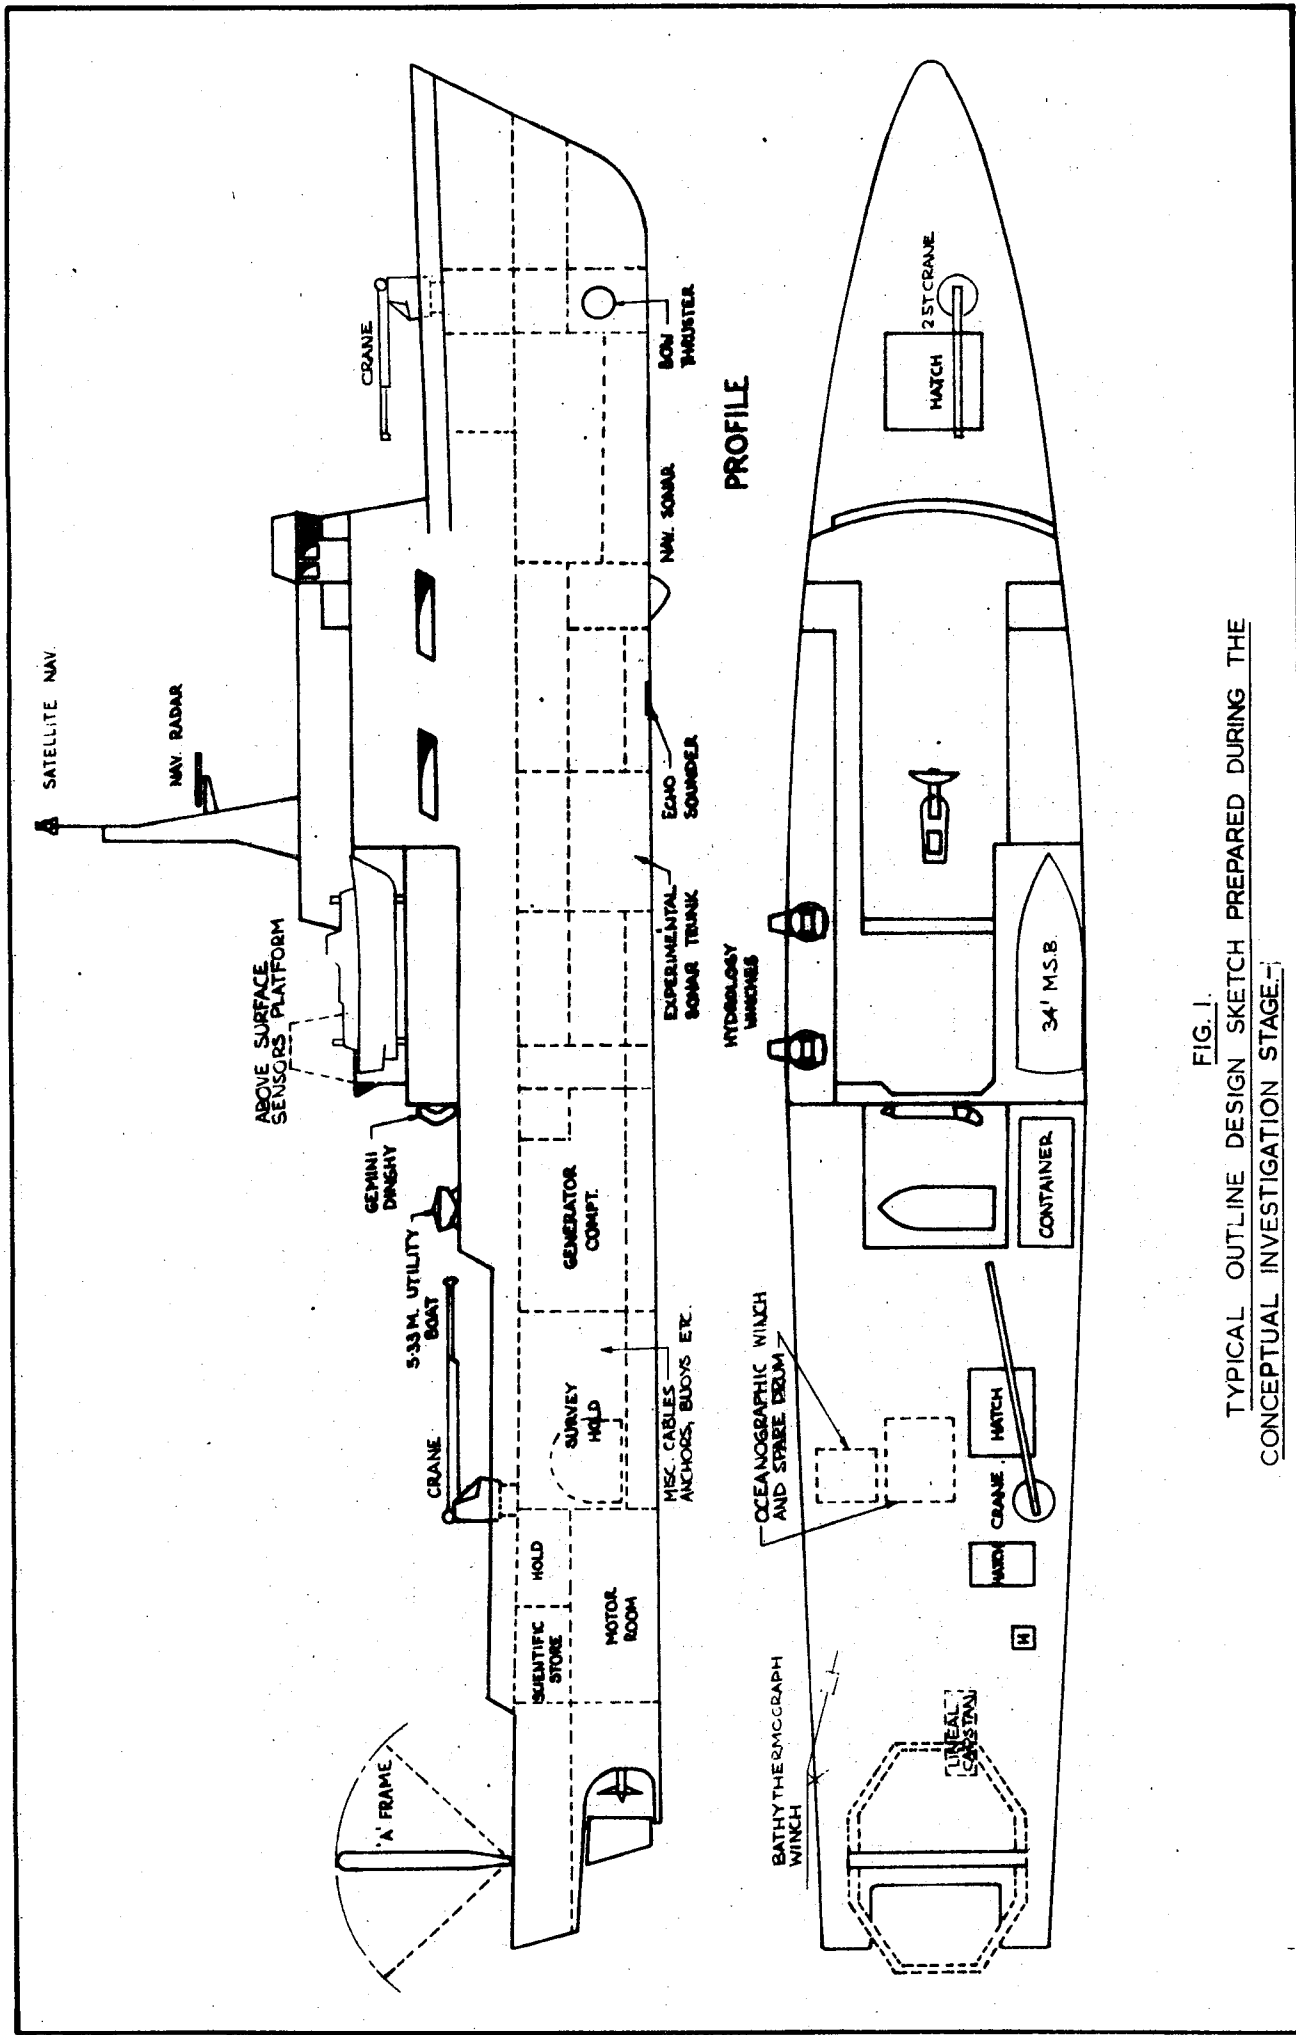 SATELLITE NAV.
NAV. RADAR
ABOVE SURFACE
SENSORS PLATFORM
CRANE
GEMINI
DINGHY
5·33 M. UTILITY
BOAT
CRANE
'A' FRAME
SCIENTIFIC
STORE
HOLD
MOTOR
ROOM
SURVEY
HOLD
GENERATOR
COMPT.
MISC. CABLES
ANCHORS, BUOYS ETC.
EXPERIMENTAL
SONAR TRUNK
ECHO
SOUNDER
NAV. SONAR
BOW
THRUSTER
PROFILE
BATHYTHERMOGRAPH
WINCH
OCEANOGRAPHIC WINCH
AND SPARE DRUM
HYDROLOGY
WINCHES
LINEAL
CAPSTAN
H
HATCH
CRANE.
HATCH
CONTAINER
34' M.S.B.
HATCH
2 5T CRANE
FIG. 1.
TYPICAL OUTLINE DESIGN SKETCH PREPARED DURING THE
CONCEPTUAL INVESTIGATION STAGE.-